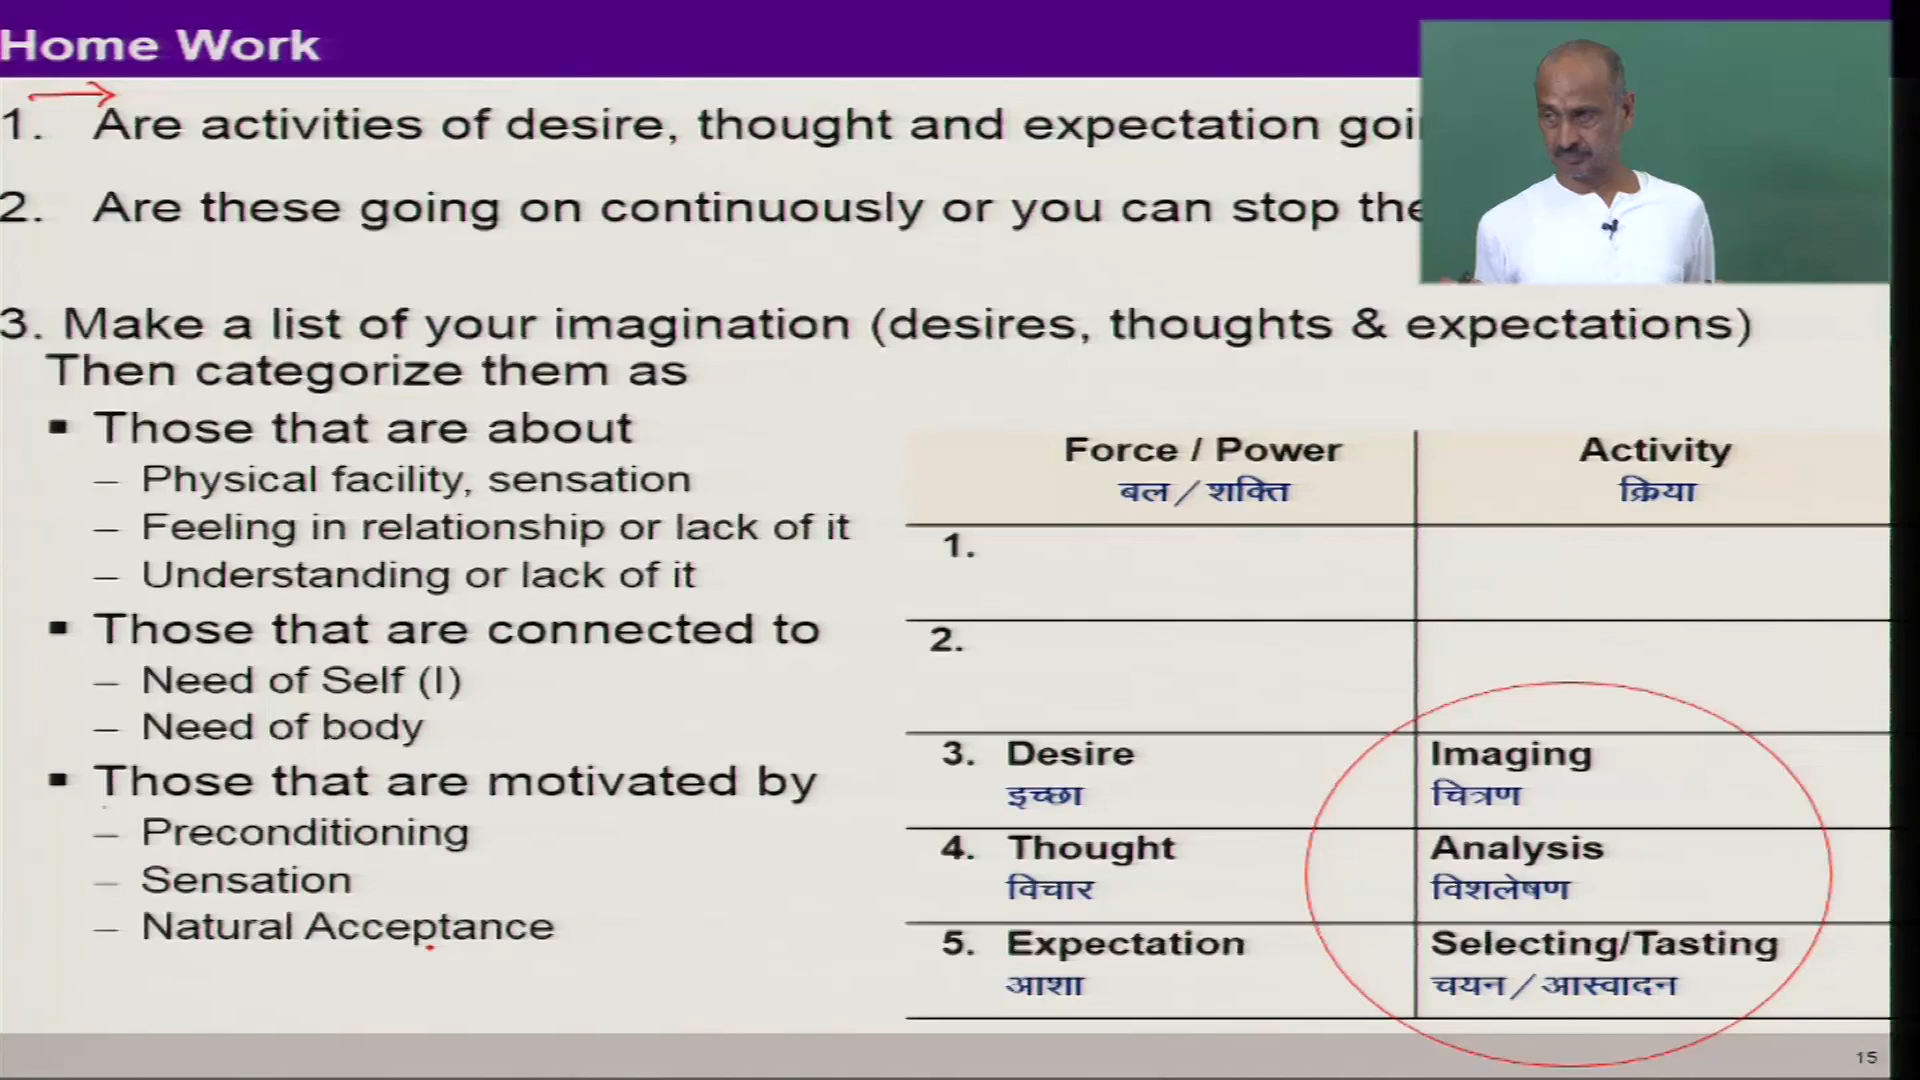 Home Work
1. Are activities of desire, thought and expectation
2. Are these going on continuously or you can stop
3. Make a list of your imagination (desires, thoughts & expectations)
Then categorize them as
▪ Those that are about
– Physical facility, sensation
– Feeling in relationship or lack of it
– Understanding or lack of it
▪ Those that are connected to
– Need of Self (I)
– Need of body
▪ Those that are motivated by
– Preconditioning
– Sensation
– Natural Acceptance
Force / Power Activity
बल / शक्ति क्रिया
1.
2.
3. Desire Imaging
इच्छा चित्रण
4. Thought Analysis
विचार विश्लेषण
5. Expectation Selecting/Tasting
आशा चयन / आस्वादन
15